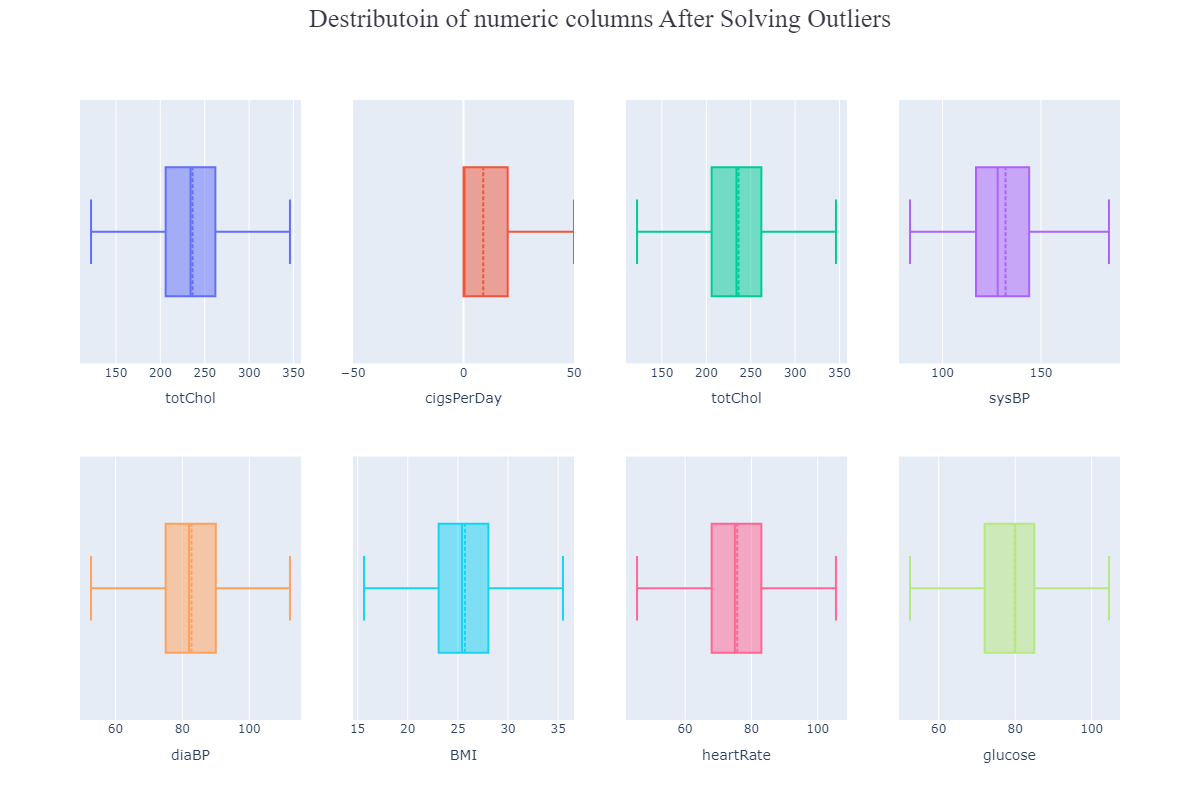 Destributoin of numeric columns After Solving Outliers
150 200 250 300 350
−50 0 50
150 200 250 300 350
100 150
totChol
cigsPerDay
totChol
sysBP
60 80 100
15 20 25 30 35
60 80 100
60 80 100
diaBP
BMI
heartRate
glucose